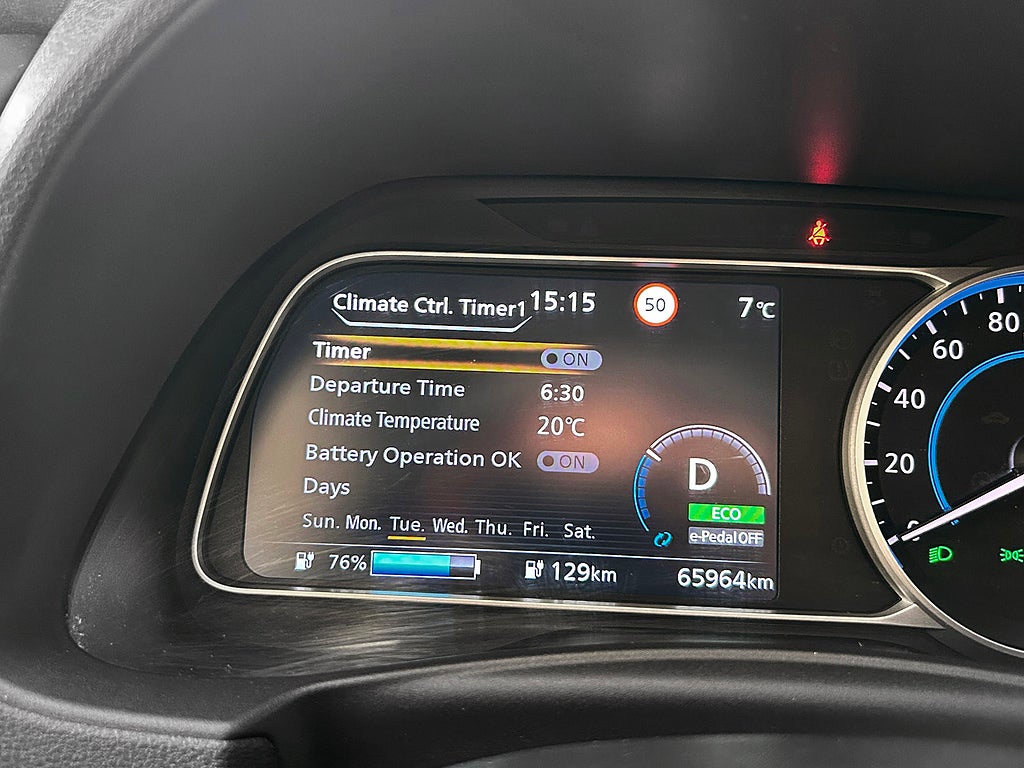 Climate Ctrl. Timer1 15:15 50 7°C
Timer ON
Departure Time 6:30
Climate Temperature 20°C
Battery Operation OK ON
Days
Sun. Mon. Tue. Wed. Thu. Fri. Sat.
D
ECO
e-Pedal OFF
76% 129km 65964km
80
60
40
20
0